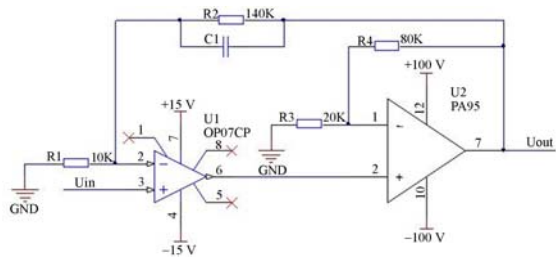 R2 140K
C1
R4 80K
+100 V
+15 V
U1
OP07CP
U2
PA95
1
7
8
R3 20K
1
12
R1 10K
2
6
7
Uout
Uin
3
GND
2
GND
5
4
10
−15 V
−100 V